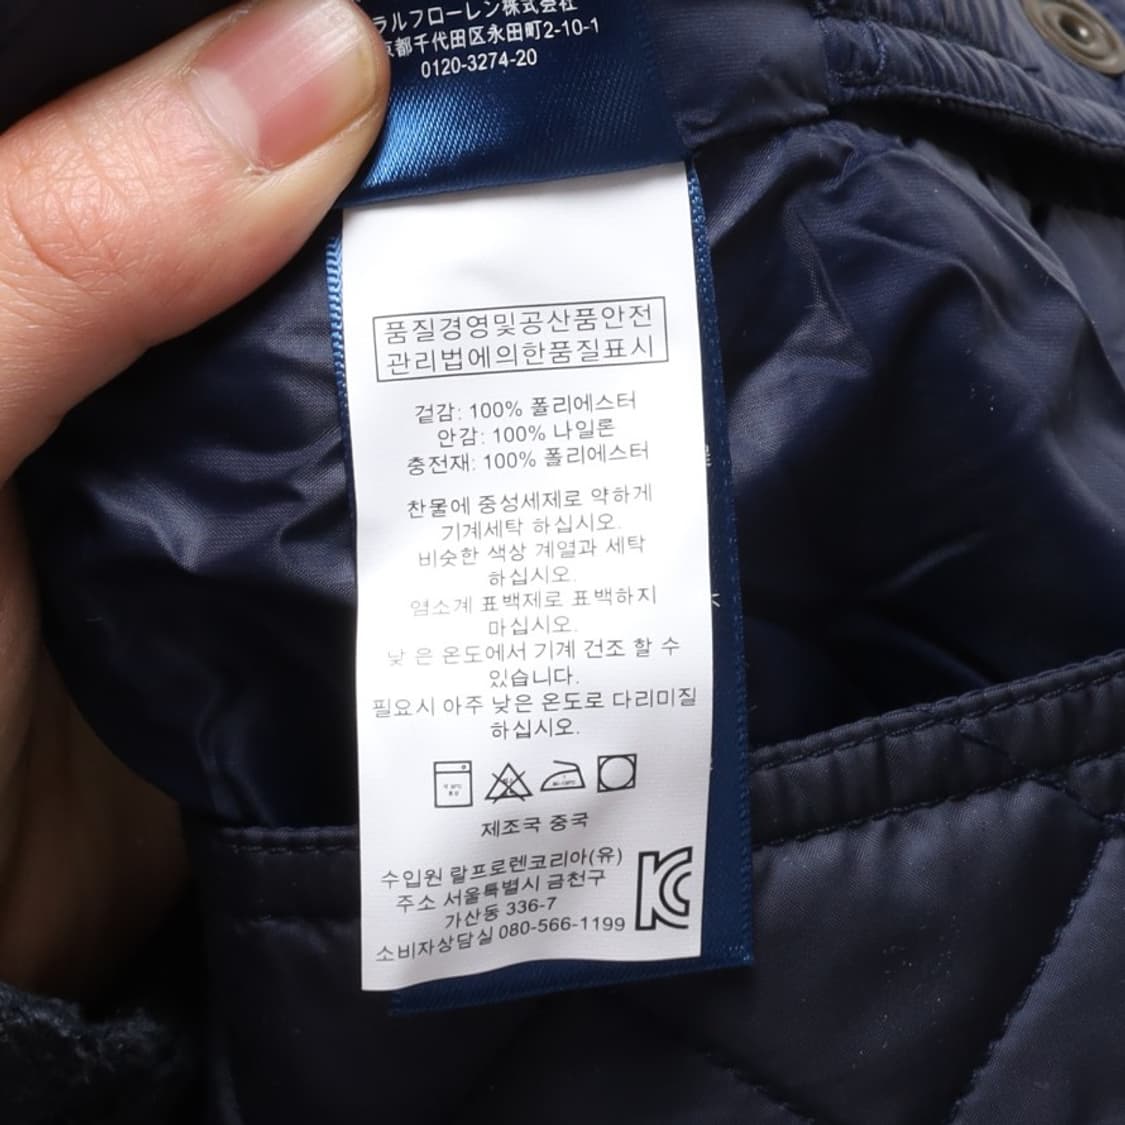 ラルフローレン株式会社
京都千代田区永田町2-10-1
0120-3274-20
품질경영및공산품안전
관리법에의한품질표시
겉감: 100% 폴리에스터
안감: 100% 나일론
충전재: 100% 폴리에스터
찬물에 중성세제로 약하게
기계세탁 하십시오.
비슷한 색상 계열과 세탁
하십시오.
염소계 표백제로 표백하지
마십시오.
낮 은 온도에서 기계 건조 할 수
있습니다.
필요시 아주 낮은 온도로 다리미질
하십시오.
제조국 중국
수입원 랄프로렌코리아(유)
주소 서울특별시 금천구
가산동 336-7
소비자상담실 080-566-1199